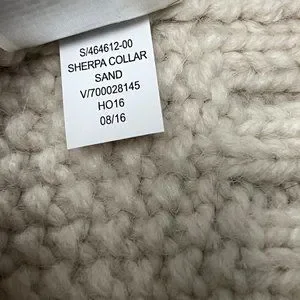 S/464612-00
SHERPA COLLAR
SAND
V/700028145
HO16
08/16